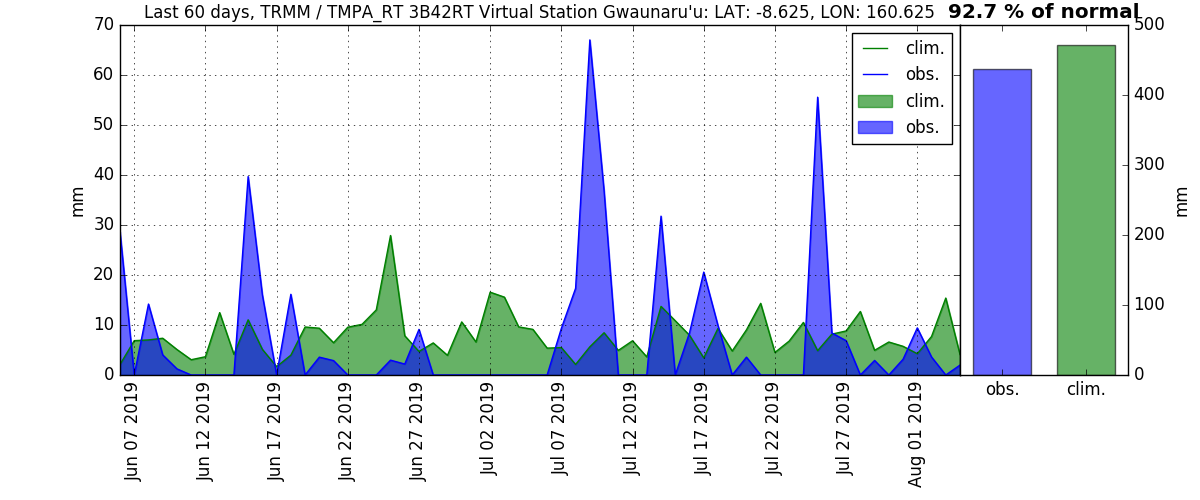 Last 60 days, TRMM / TMPA_RT 3B42RT Virtual Station Gwaunaru'u: LAT: -8.625, LON: 160.625 92.7 % of normal
70
60
50
40
30
20
10
0
mm
clim.
obs.
clim.
obs.
500
400
300
200
100
0
mm
obs.
clim.
Jun 07 2019
Jun 12 2019
Jun 17 2019
Jun 22 2019
Jun 27 2019
Jul 02 2019
Jul 07 2019
Jul 12 2019
Jul 17 2019
Jul 22 2019
Jul 27 2019
Aug 01 2019